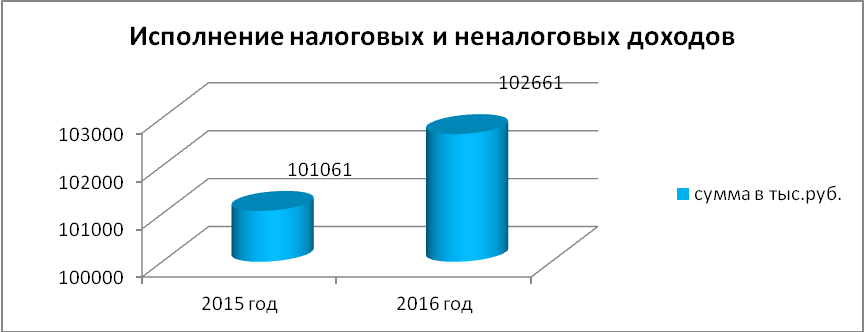 Исполнение налоговых и неналоговых доходов
102661
103000
101061
102000
сумма в тыс.руб.
101000
100000
2015 год
2016 год